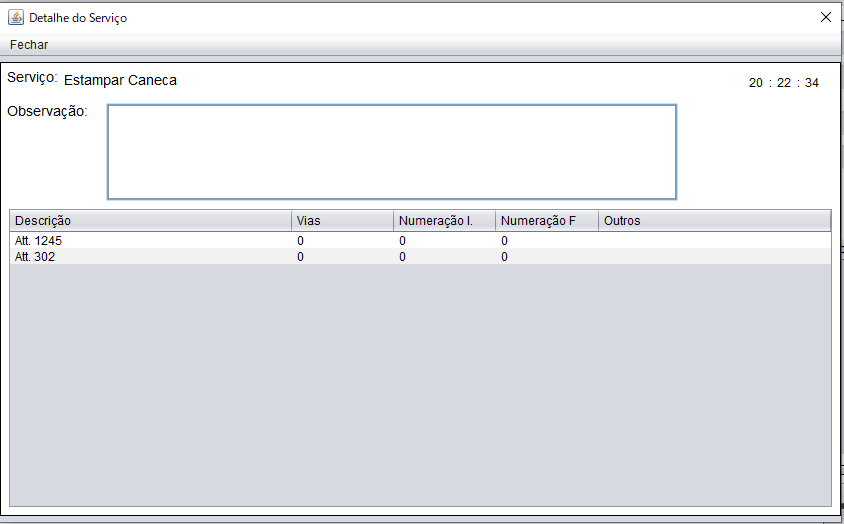 Detalhe do Serviço
Fechar
Serviço: Estampar Caneca 20 : 22 : 34
Observação:
Descrição Vias Numeração I. Numeração F Outros
Att. 1245 0 0 0
Att. 302 0 0 0